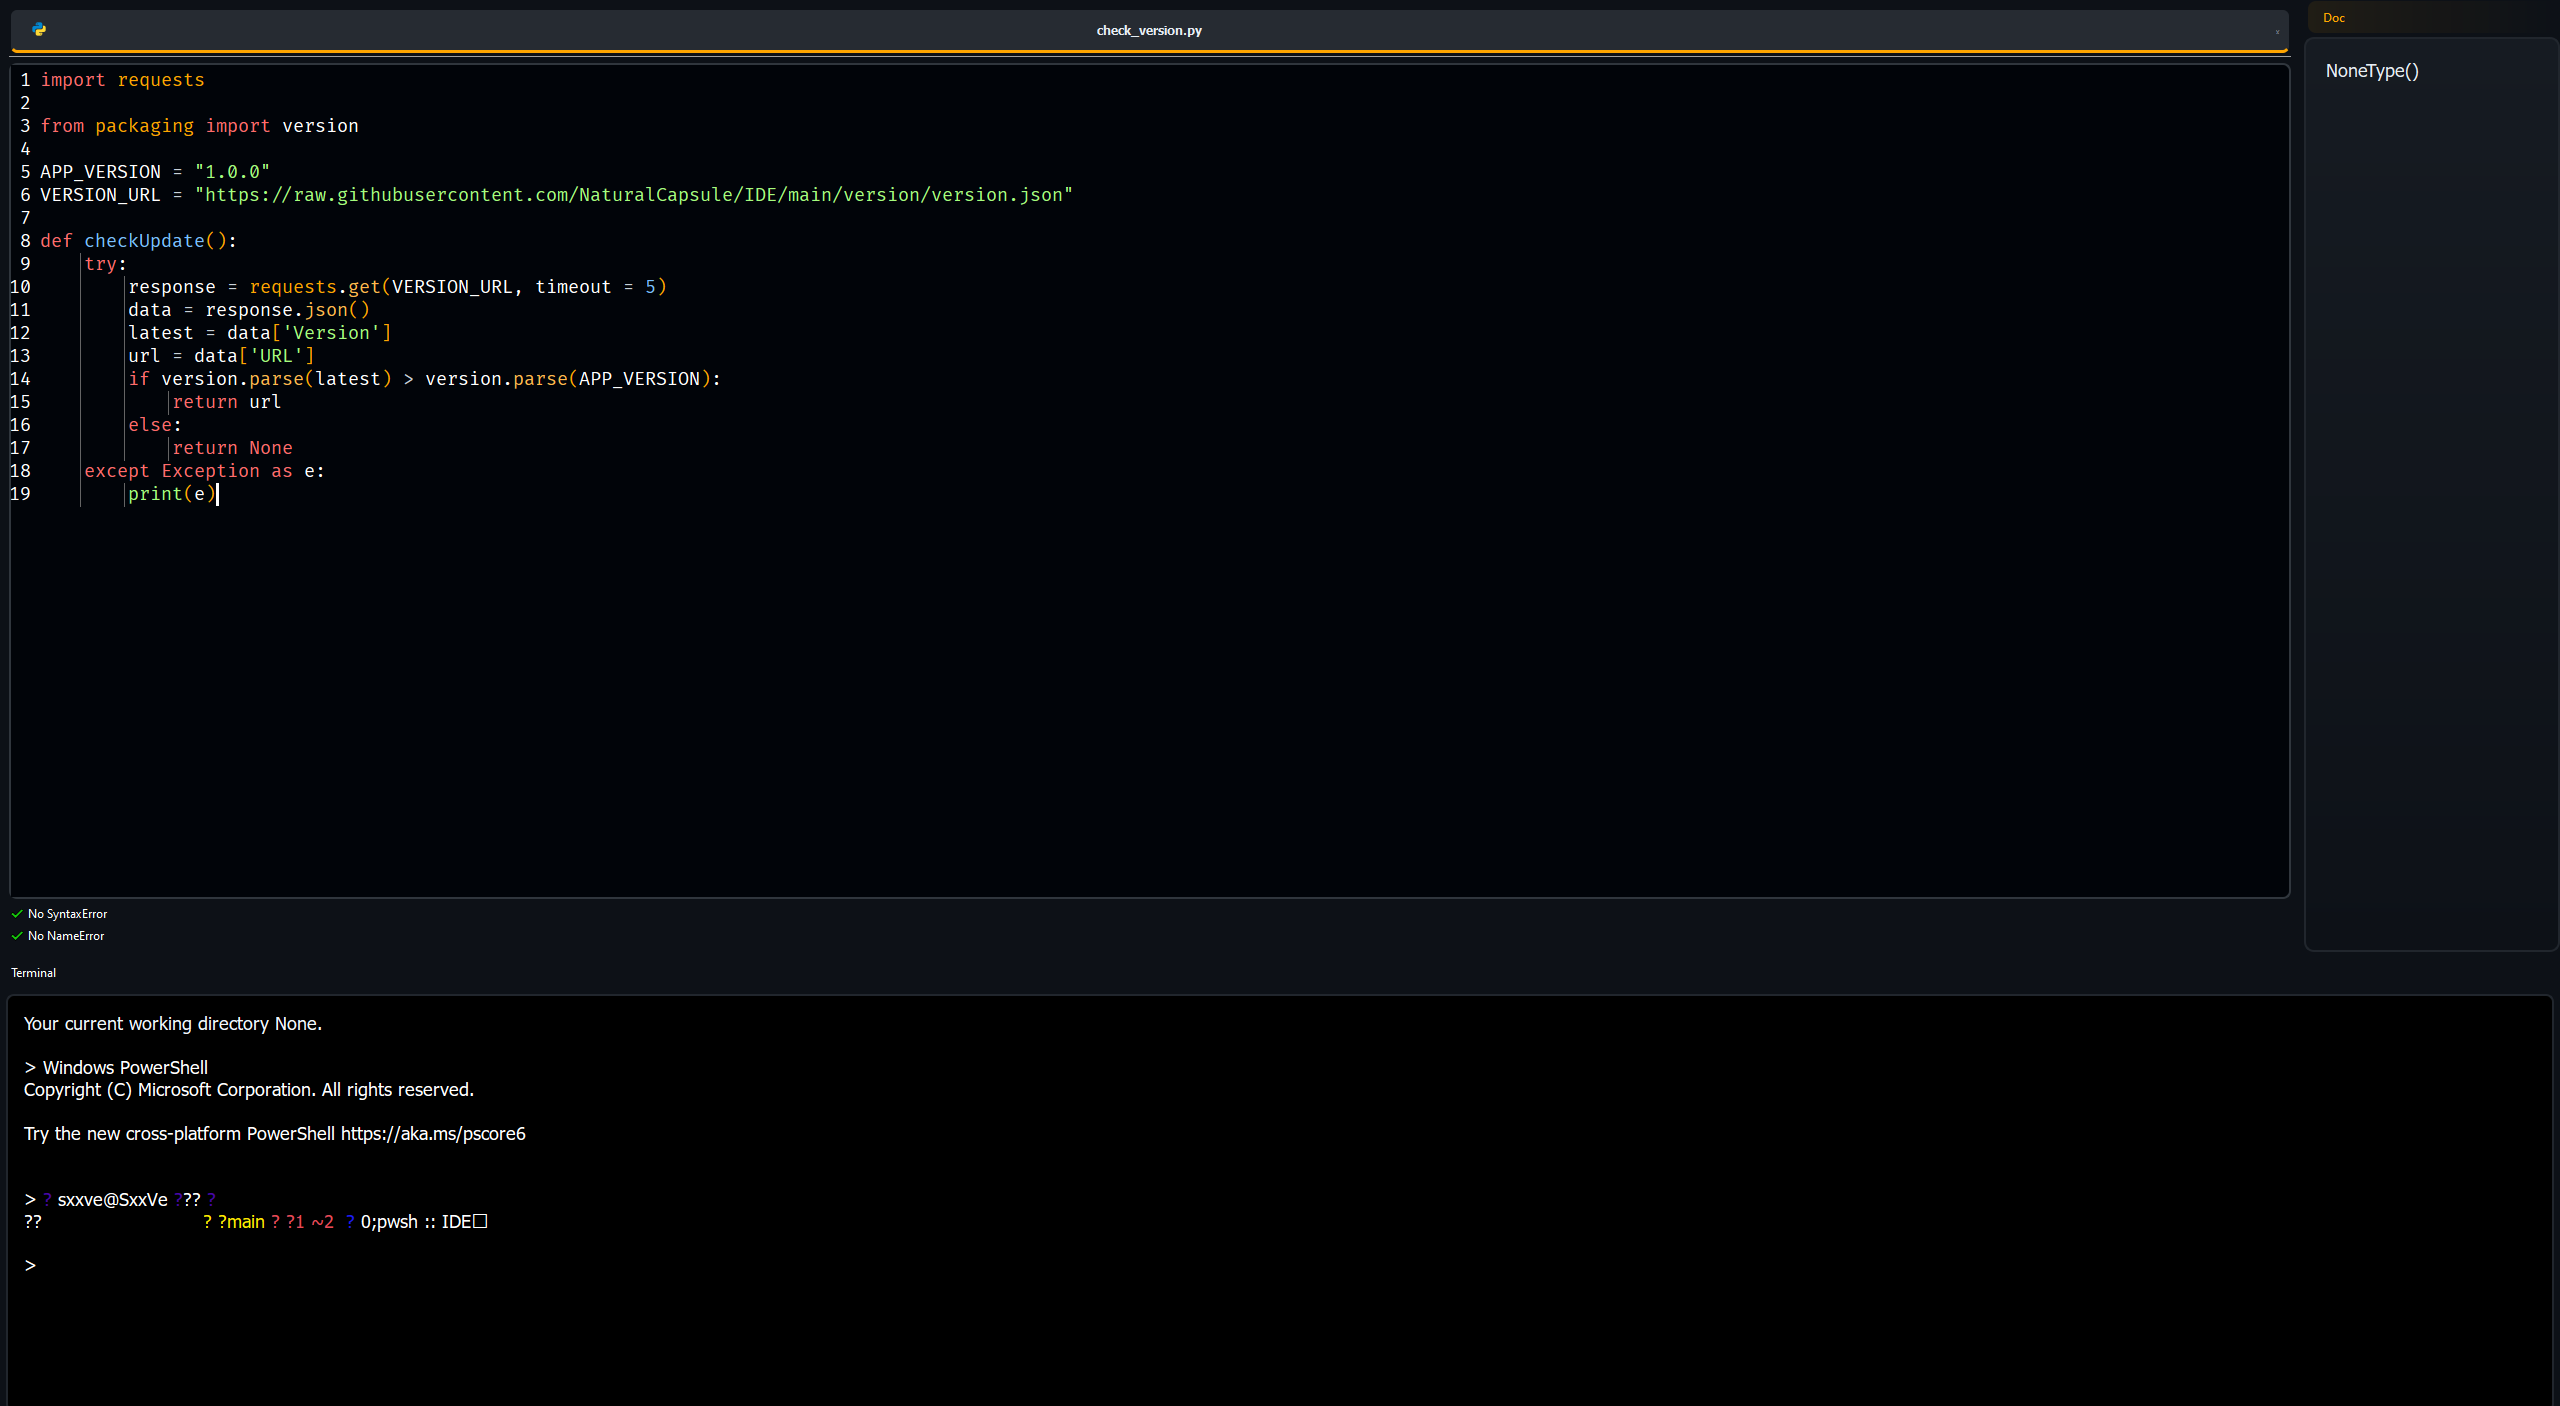 check_version.py
Doc
NoneType()
1 import requests
2
3 from packaging import version
4
5 APP_VERSION = "1.0.0"
6 VERSION_URL = "https://raw.githubusercontent.com/NaturalCapsule/IDE/main/version/version.json"
7
8 def checkUpdate():
9     try:
10         response = requests.get(VERSION_URL, timeout = 5)
11         data = response.json()
12         latest = data['Version']
13         url = data['URL']
14         if version.parse(latest) > version.parse(APP_VERSION):
15             return url
16         else:
17             return None
18     except Exception as e:
19         print(e)
No SyntaxError
No NameError
Terminal
Your current working directory None.
> Windows PowerShell
Copyright (C) Microsoft Corporation. All rights reserved.
Try the new cross-platform PowerShell https://aka.ms/pscore6
> ? sxxve@SxxVe ??? ?
?? ? ?main ? ?1 ~2 ? 0;pwsh :: IDE□
>